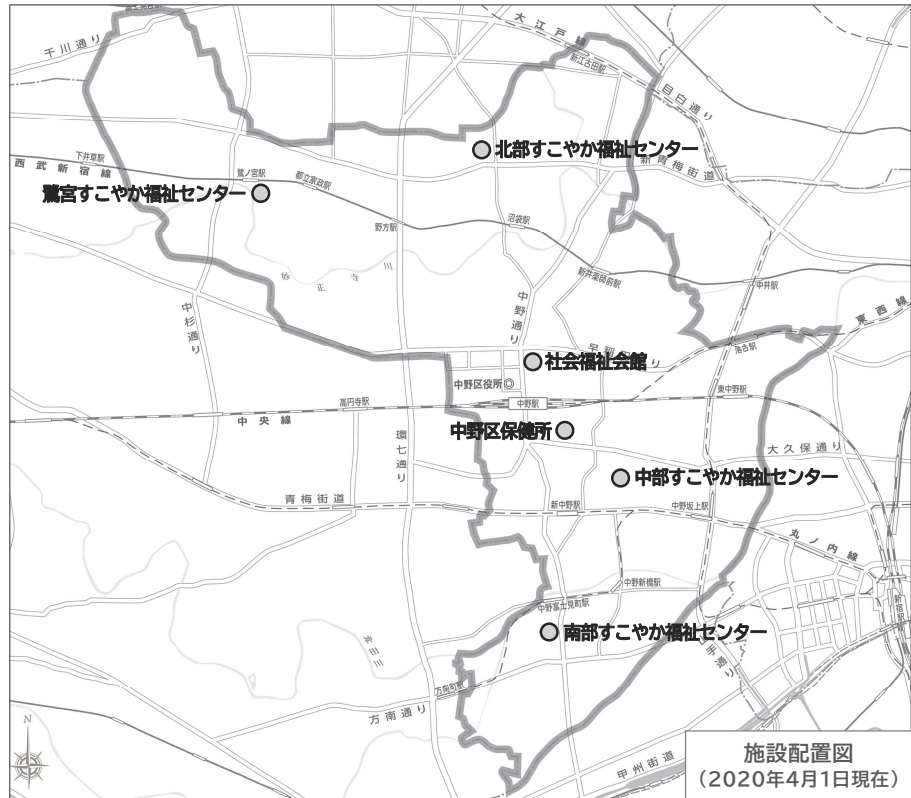 千川通り
大江戸線
新江古田駅
目白通り
北部すこやか福祉センター
新青梅街道
西武新宿線
下井草駅
鷺ノ宮駅
都立家政駅
鷺宮すこやか福祉センター
野方駅
沼袋駅
新井薬師前駅
中井駅
妙正寺川
中杉通り
中野通り
東西線
落合駅
社会福祉会館
中野区役所
高円寺駅
中野駅
東中野駅
中央線
中野区保健所
環七通り
大久保通り
中部すこやか福祉センター
青梅街道
新中野駅
中野坂上駅
丸ノ内線
中野新橋駅
中野富士見町駅
新宿駅
南部すこやか福祉センター
方南町駅
方南通り
甲州街道
N
施設配置図
（2020年4月1日現在）